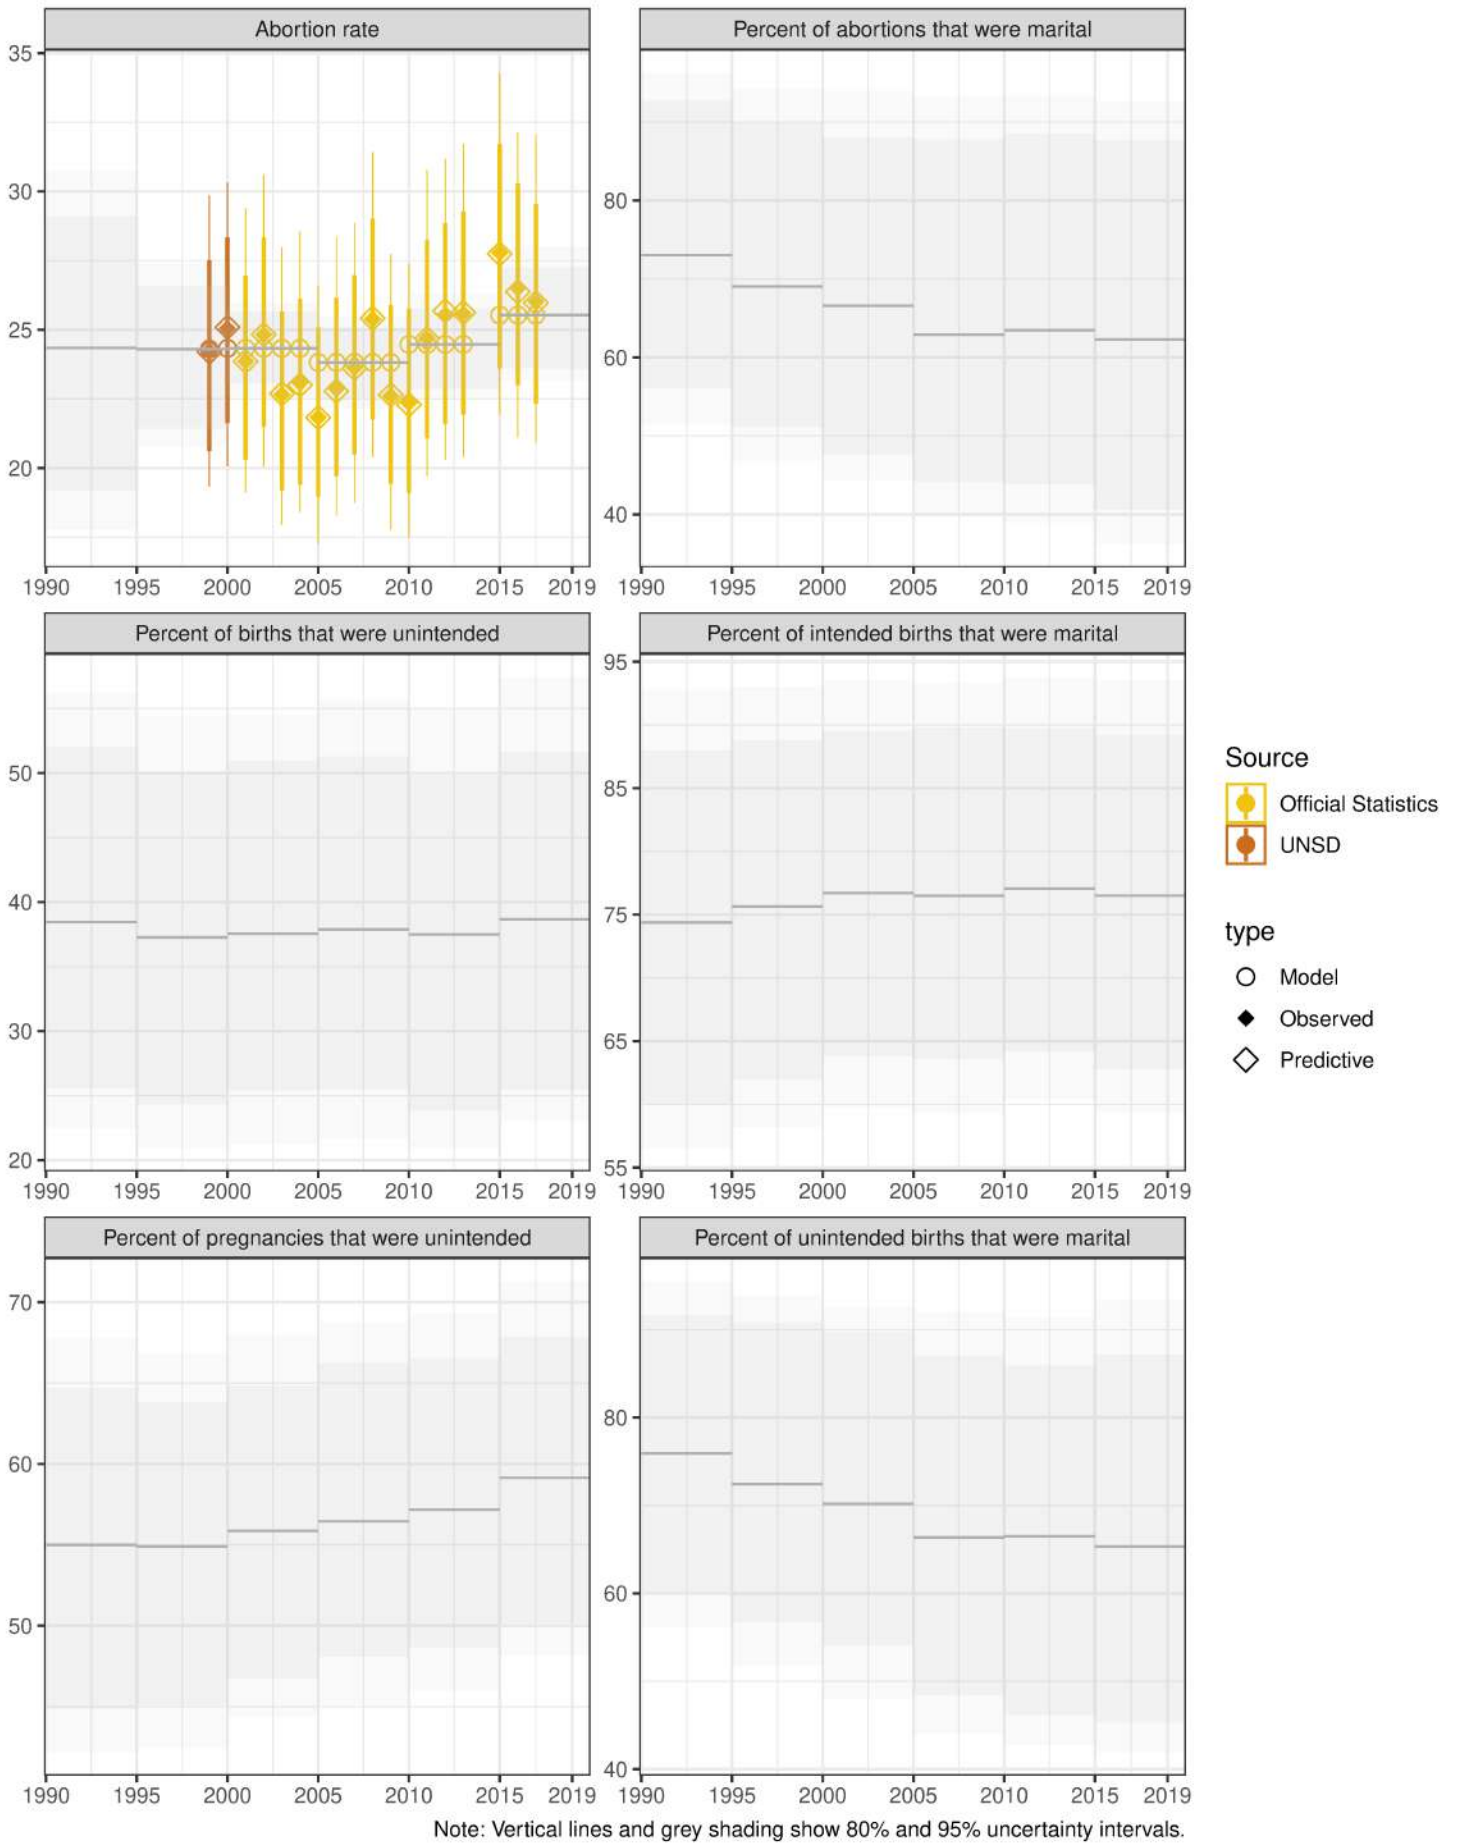 Abortion rate
Percent of abortions that were marital
35
30
25
20
80
60
40
1990 1995 2000 2005 2010 2015 2019
1990 1995 2000 2005 2010 2015 2019
Percent of births that were unintended
Percent of intended births that were marital
50
40
30
20
95
85
75
65
55
1990 1995 2000 2005 2010 2015 2019
1990 1995 2000 2005 2010 2015 2019
Source
Official Statistics
UNSD
type
Model
Observed
Predictive
Percent of pregnancies that were unintended
Percent of unintended births that were marital
70
60
50
80
60
40
1990 1995 2000 2005 2010 2015 2019
1990 1995 2000 2005 2010 2015 2019
Note: Vertical lines and grey shading show 80% and 95% uncertainty intervals.